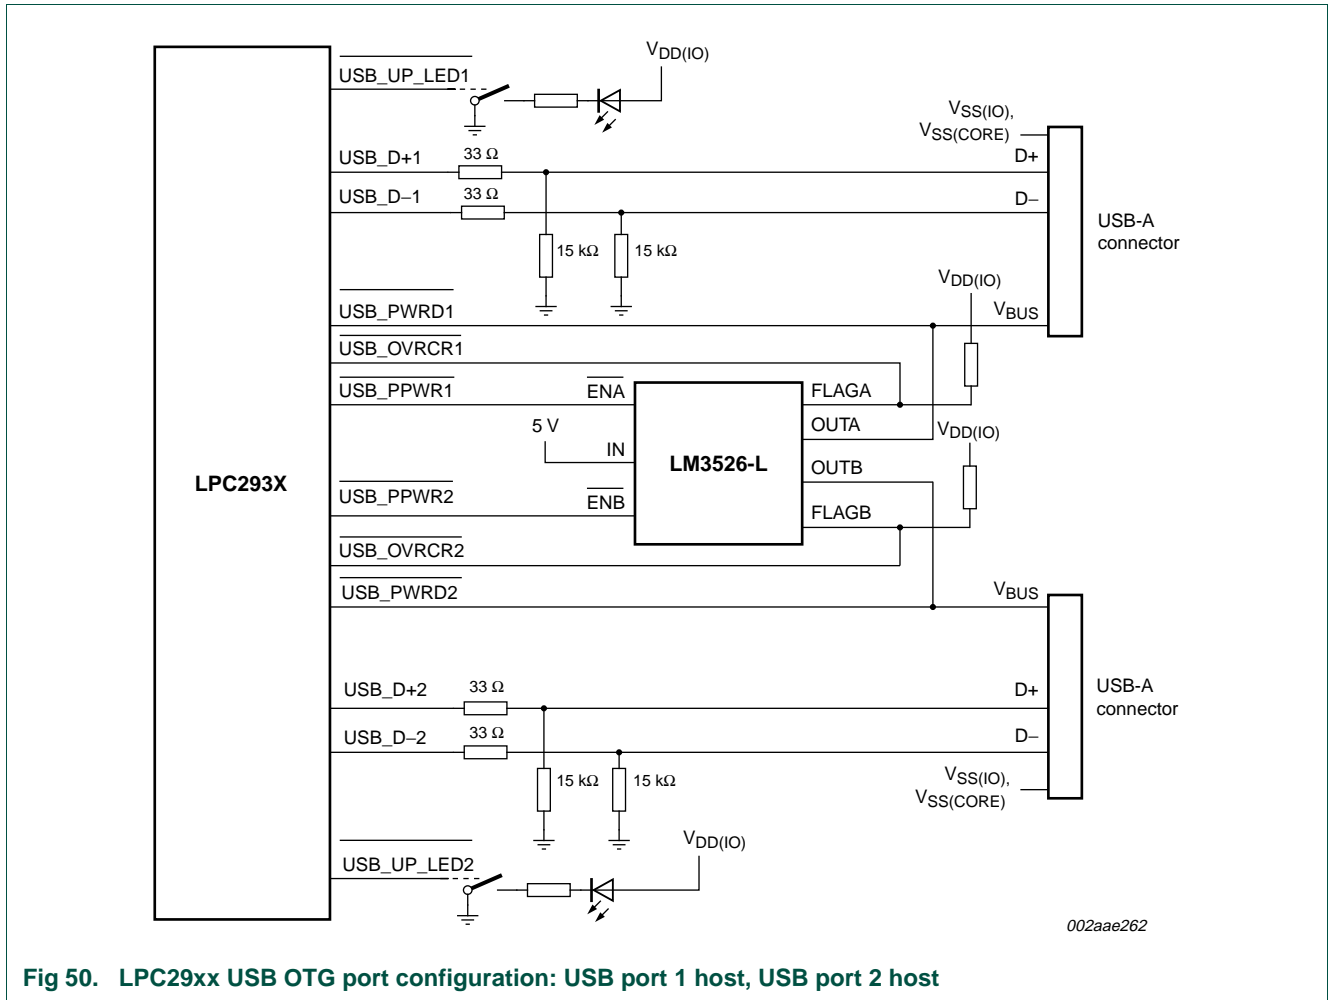 VDD(IO)
USB_UP_LED1
VSS(IO),
VSS(CORE)
USB_D+1
33 Ω
D+
USB_D−1
33 Ω
D−
USB-A
connector
15 kΩ
15 kΩ
VDD(IO)
USB_PWRD1
VBUS
USB_OVRCR1
USB_PPWR1
ENA
FLAGA
5 V
OUTA
VDD(IO)
IN
LM3526-L
LPC293X
OUTB
USB_PPWR2
ENB
FLAGB
USB_OVRCR2
USB_PWRD2
VBUS
USB_D+2
33 Ω
D+
USB-A
connector
USB_D−2
33 Ω
D−
15 kΩ
15 kΩ
VSS(IO),
VSS(CORE)
VDD(IO)
USB_UP_LED2
002aae262
Fig 50. LPC29xx USB OTG port configuration: USB port 1 host, USB port 2 host